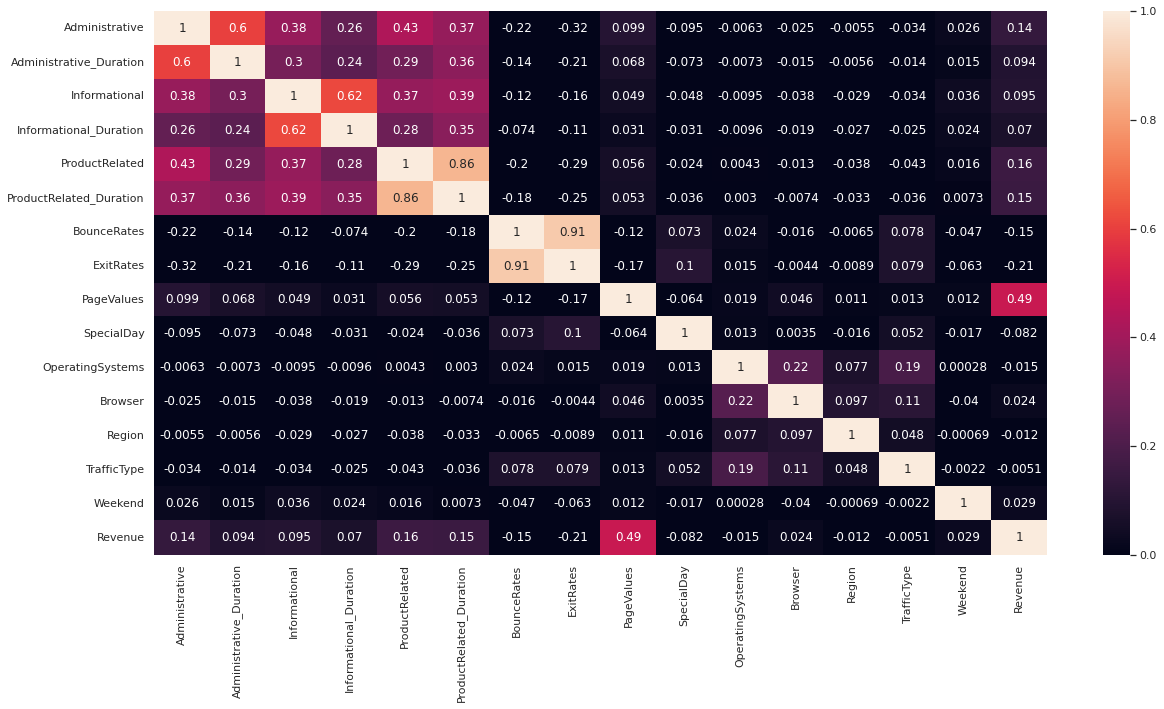 Administrative 1 0.6 0.38 0.26 0.43 0.37 -0.22 -0.32 0.099 -0.095 -0.0063 -0.025 -0.0055 -0.034 0.026 0.14
Administrative_Duration 0.6 1 0.3 0.24 0.29 0.36 -0.14 -0.21 0.068 -0.073 -0.0073 -0.015 -0.0056 -0.014 0.015 0.094
Informational 0.38 0.3 1 0.62 0.37 0.39 -0.12 -0.16 0.049 -0.048 -0.0095 -0.038 -0.029 -0.034 0.036 0.095
Informational_Duration 0.26 0.24 0.62 1 0.28 0.35 -0.074 -0.11 0.031 -0.031 -0.0096 -0.019 -0.027 -0.025 0.024 0.07
ProductRelated 0.43 0.29 0.37 0.28 1 0.86 -0.2 -0.29 0.056 -0.024 0.0043 -0.013 -0.038 -0.043 0.016 0.16
ProductRelated_Duration 0.37 0.36 0.39 0.35 0.86 1 -0.18 -0.25 0.053 -0.036 0.003 -0.0074 -0.033 -0.036 0.0073 0.15
BounceRates -0.22 -0.14 -0.12 -0.074 -0.2 -0.18 1 0.91 -0.12 0.073 0.024 -0.016 -0.0065 0.078 -0.047 -0.15
ExitRates -0.32 -0.21 -0.16 -0.11 -0.29 -0.25 0.91 1 -0.17 0.1 0.015 -0.0044 -0.0089 0.079 -0.063 -0.21
PageValues 0.099 0.068 0.049 0.031 0.056 0.053 -0.12 -0.17 1 -0.064 0.019 0.046 0.011 0.013 0.012 0.49
SpecialDay -0.095 -0.073 -0.048 -0.031 -0.024 -0.036 0.073 0.1 -0.064 1 0.013 0.0035 -0.016 0.052 -0.017 -0.082
OperatingSystems -0.0063 -0.0073 -0.0095 -0.0096 0.0043 0.003 0.024 0.015 0.019 0.013 1 0.22 0.077 0.19 0.00028 -0.015
Browser -0.025 -0.015 -0.038 -0.019 -0.013 -0.0074 -0.016 -0.0044 0.046 0.0035 0.22 1 0.097 0.11 -0.04 0.024
Region -0.0055 -0.0056 -0.029 -0.027 -0.038 -0.033 -0.0065 -0.0089 0.011 -0.016 0.077 0.097 1 0.048 -0.00069 -0.012
TrafficType -0.034 -0.014 -0.034 -0.025 -0.043 -0.036 0.078 0.079 0.013 0.052 0.19 0.11 0.048 1 -0.0022 -0.0051
Weekend 0.026 0.015 0.036 0.024 0.016 0.0073 -0.047 -0.063 0.012 -0.017 0.00028 -0.04 -0.00069 -0.0022 1 0.029
Revenue 0.14 0.094 0.095 0.07 0.16 0.15 -0.15 -0.21 0.49 -0.082 -0.015 0.024 -0.012 -0.0051 0.029 1
Administrative
Administrative_Duration
Informational
Informational_Duration
ProductRelated
ProductRelated_Duration
BounceRates
ExitRates
PageValues
SpecialDay
OperatingSystems
Browser
Region
TrafficType
Weekend
Revenue
1.0
0.8
0.6
0.4
0.2
0.0